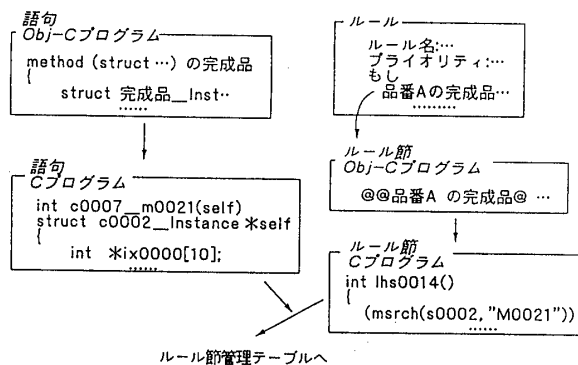 語句
Obj-Cプログラム
method (struct …) の完成品
{
struct 完成品__Inst‥
……
語句
Cプログラム
int c0007__m0021(self)
struct c0002__Instance *self
{
int *ix0000[10];
……
ルール
ルール名:…
プライオリティ:…
もし
品番Aの完成品…
………
ルール節
Obj-Cプログラム
@@品番A の完成品@ …
ルール節
Cプログラム
int lhs0014()
{
(msrch(s0002,"M0021"))
……
ルール節管理テーブルへ